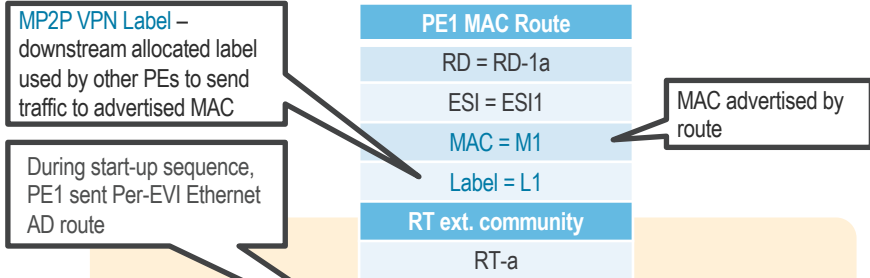 MP2P VPN Label –
downstream allocated label
used by other PEs to send
traffic to advertised MAC
During start-up sequence,
PE1 sent Per-EVI Ethernet
AD route
PE1 MAC Route
RD = RD-1a
ESI = ESI1
MAC = M1
Label = L1
RT ext. community
RT-a
MAC advertised by
route